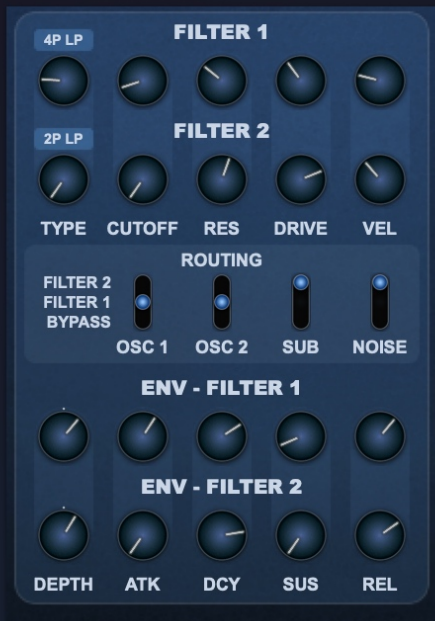 FILTER 1
4P LP
FILTER 2
2P LP
TYPE CUTOFF RES DRIVE VEL
ROUTING
FILTER 2
FILTER 1
BYPASS
OSC 1 OSC 2 SUB NOISE
ENV - FILTER 1
ENV - FILTER 2
DEPTH ATK DCY SUS REL